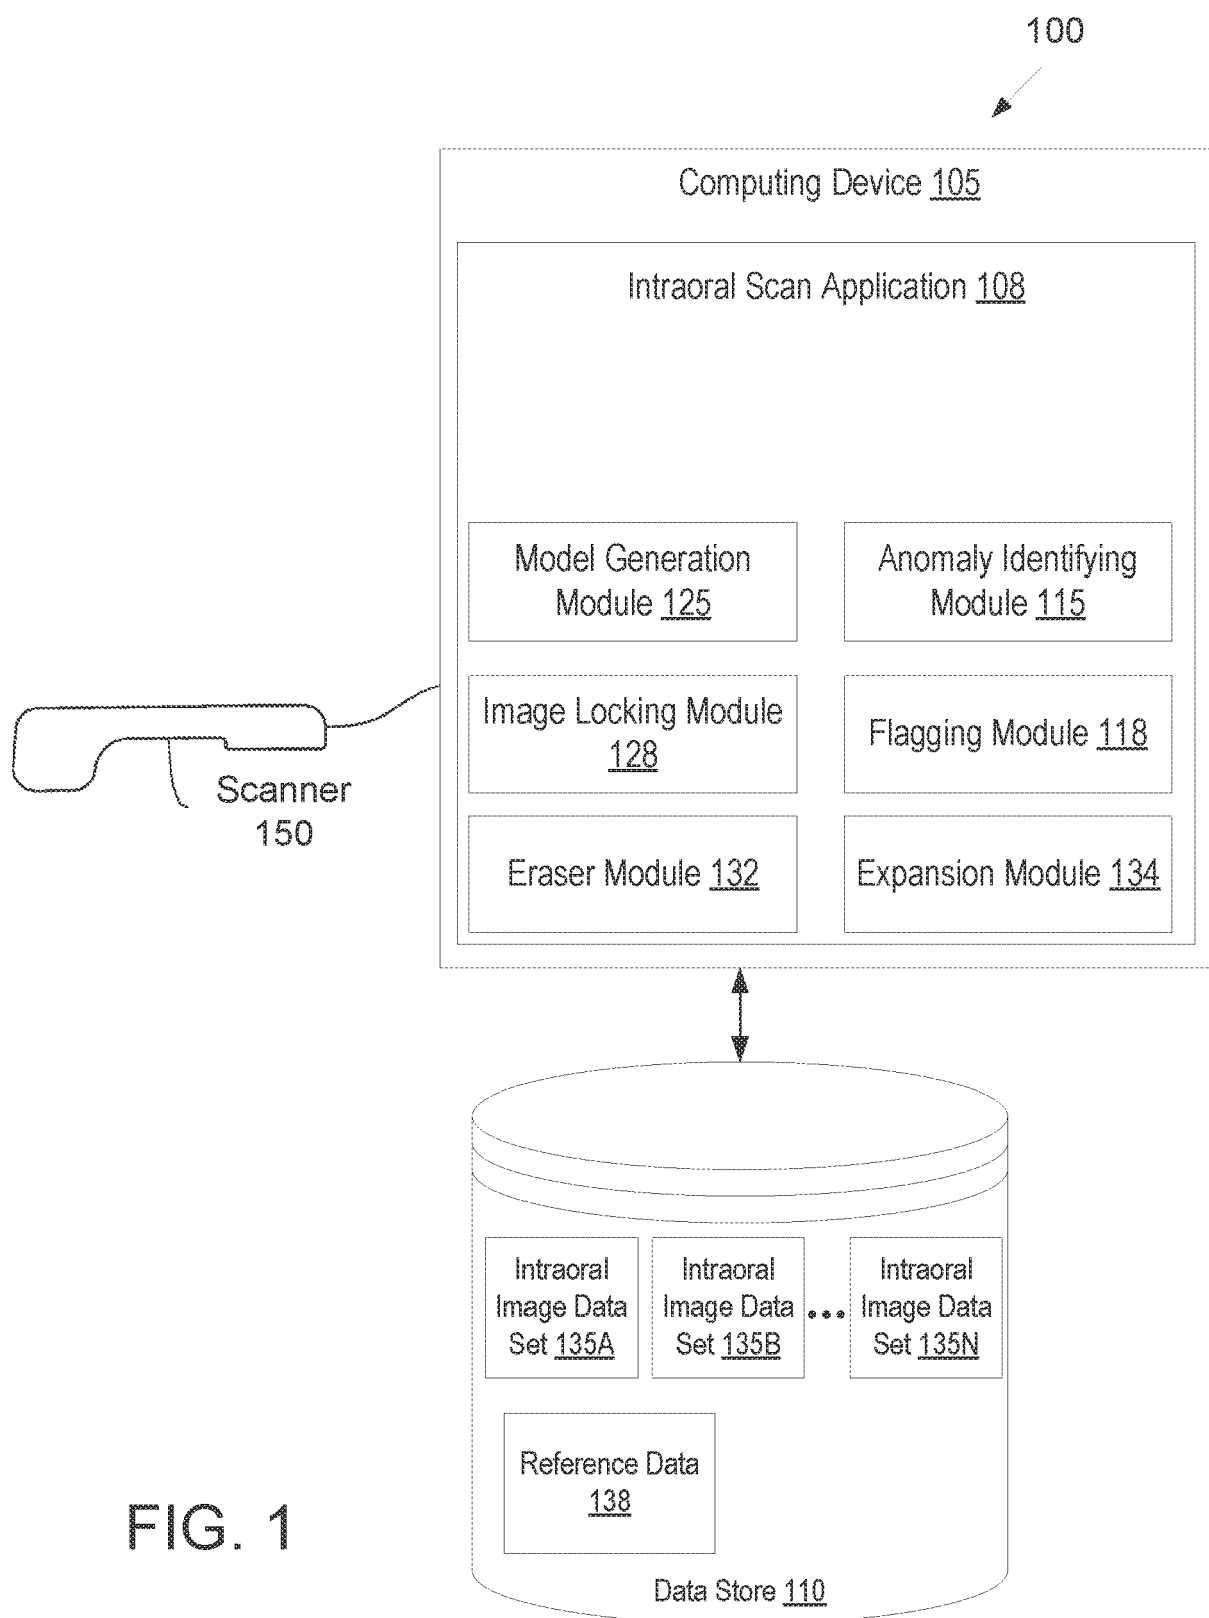 100
Computing Device 105
Intraoral Scan Application 108
Model Generation
Module 125
Anomaly Identifying
Module 115
Image Locking Module
128
Flagging Module 118
Scanner
150
Eraser Module 132
Expansion Module 134
Intraoral
Image Data
Set 135A
Intraoral
Image Data
Set 135B
•••
Intraoral
Image Data
Set 135N
Reference Data
138
FIG. 1
Data Store 110